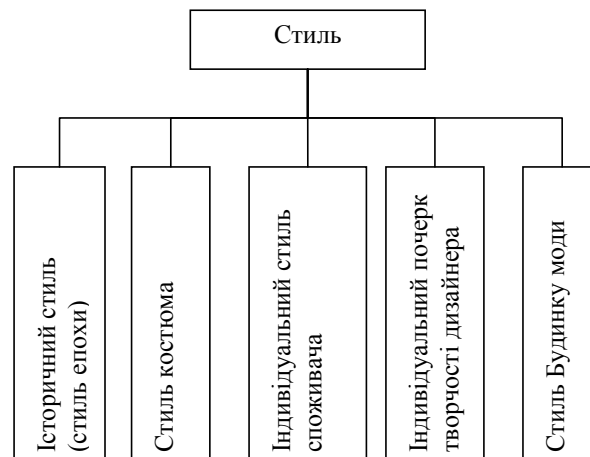 Стиль
Історичний стиль
(стиль епохи)
Стиль костюма
Індивідуальний стиль
споживача
Індивідуальний почерк
творчості дизайнера
Стиль Будинку моди